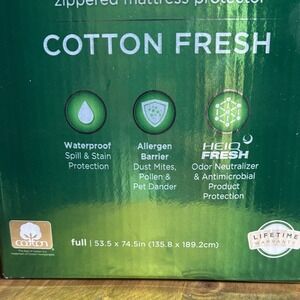 zippered mattress protector
COTTON FRESH
Waterproof
Spill & Stain
Protection
Allergen
Barrier
Dust Mites,
Pollen &
Pet Dander
HEIQ
FRESH
Odor Neutralizer
& Antimicrobial
Product
Protection
cotton
full | 53.5 x 74.5in (135.8 x 189.2cm)
LIFETIME
WARRANTY